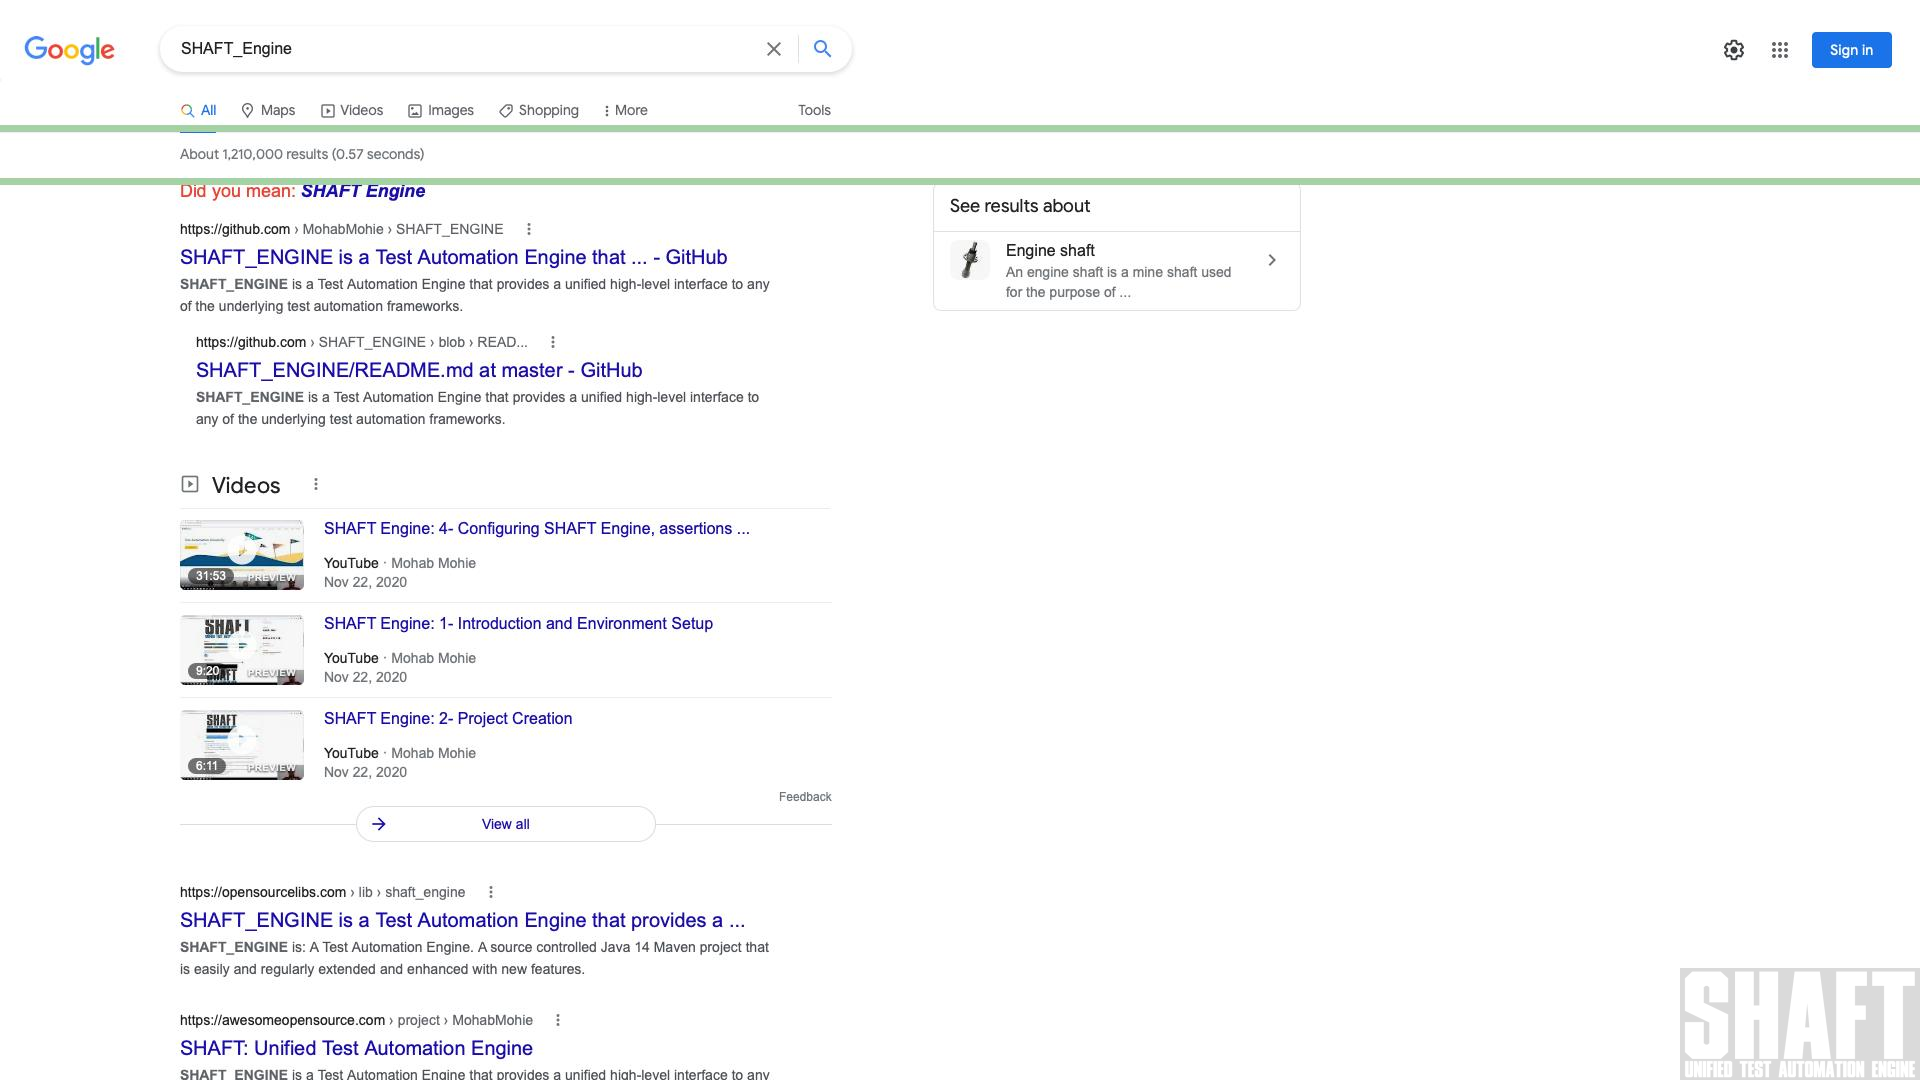 Google
SHAFT_Engine
Sign in
All Maps Videos Images Shopping More Tools
About 1,210,000 results (0.57 seconds)
Did you mean: SHAFT Engine
https://github.com › MohabMohie › SHAFT_ENGINE
SHAFT_ENGINE is a Test Automation Engine that ... - GitHub
SHAFT_ENGINE is a Test Automation Engine that provides a unified high-level interface to any
of the underlying test automation frameworks.
https://github.com › SHAFT_ENGINE › blob › READ...
SHAFT_ENGINE/README.md at master - GitHub
SHAFT_ENGINE is a Test Automation Engine that provides a unified high-level interface to
any of the underlying test automation frameworks.
Videos
SHAFT Engine: 4- Configuring SHAFT Engine, assertions ...
31:53 PREVIEW
YouTube · Mohab Mohie
Nov 22, 2020
SHAFT Engine: 1- Introduction and Environment Setup
SHAFT
9:20 PREVIEW
SHAFT
YouTube · Mohab Mohie
Nov 22, 2020
SHAFT Engine: 2- Project Creation
SHAFT
6:11 PREVIEW
YouTube · Mohab Mohie
Nov 22, 2020
Feedback
View all
https://opensourcelibs.com › lib › shaft_engine
SHAFT_ENGINE is a Test Automation Engine that provides a ...
SHAFT_ENGINE is: A Test Automation Engine. A source controlled Java 14 Maven project that
is easily and regularly extended and enhanced with new features.
https://awesomeopensource.com › project › MohabMohie
SHAFT: Unified Test Automation Engine
SHAFT_ENGINE is a Test Automation Engine that provides a unified high-level interface to any
See results about
Engine shaft
An engine shaft is a mine shaft used
for the purpose of ...
SHAFT
UNIFIED TEST AUTOMATION ENGINE